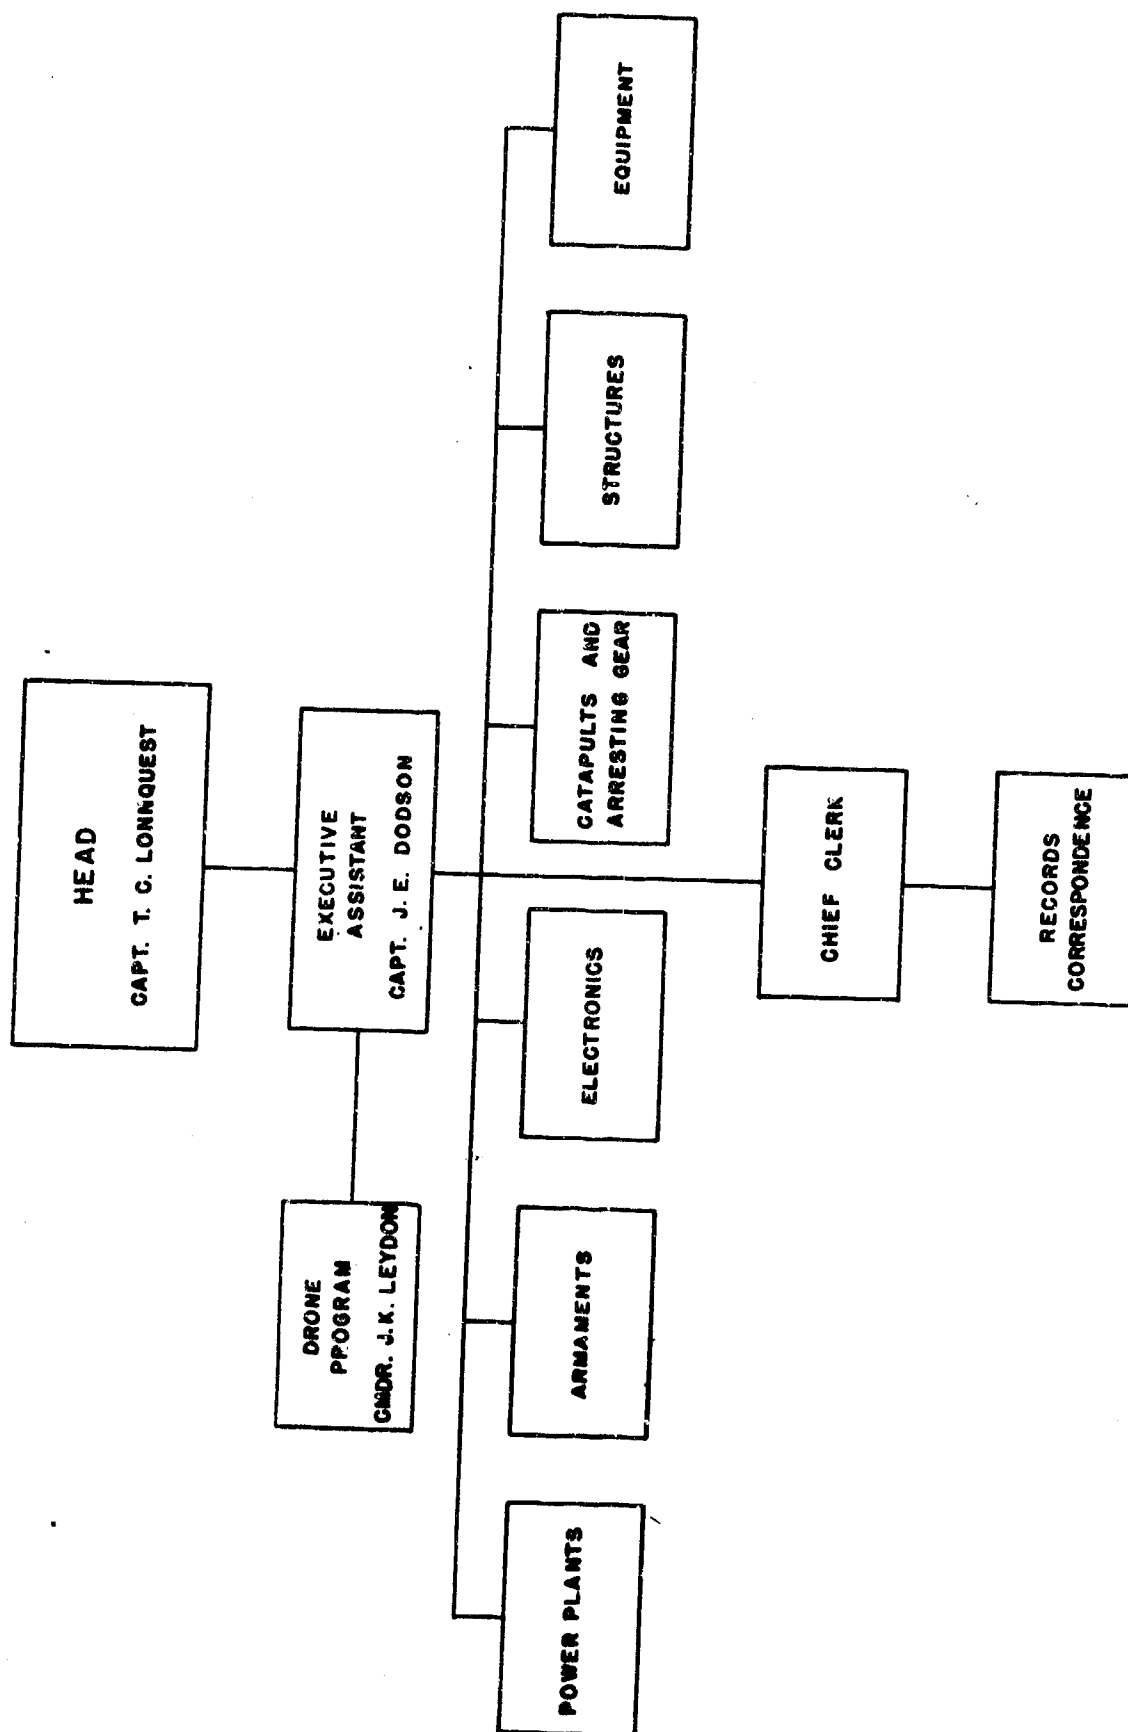 HEAD
CAPT. T. C. LONNQUEST
EXECUTIVE
ASSISTANT
CAPT. J. E. DODSON
DRONE
PROGRAM
CMDR. J. K. LEYDON
POWER PLANTS
ARMAMENTS
ELECTRONICS
CATAPULTS AND
ARRESTING GEAR
STRUCTURES
EQUIPMENT
CHIEF CLERK
RECORDS
CORRESPONDENCE